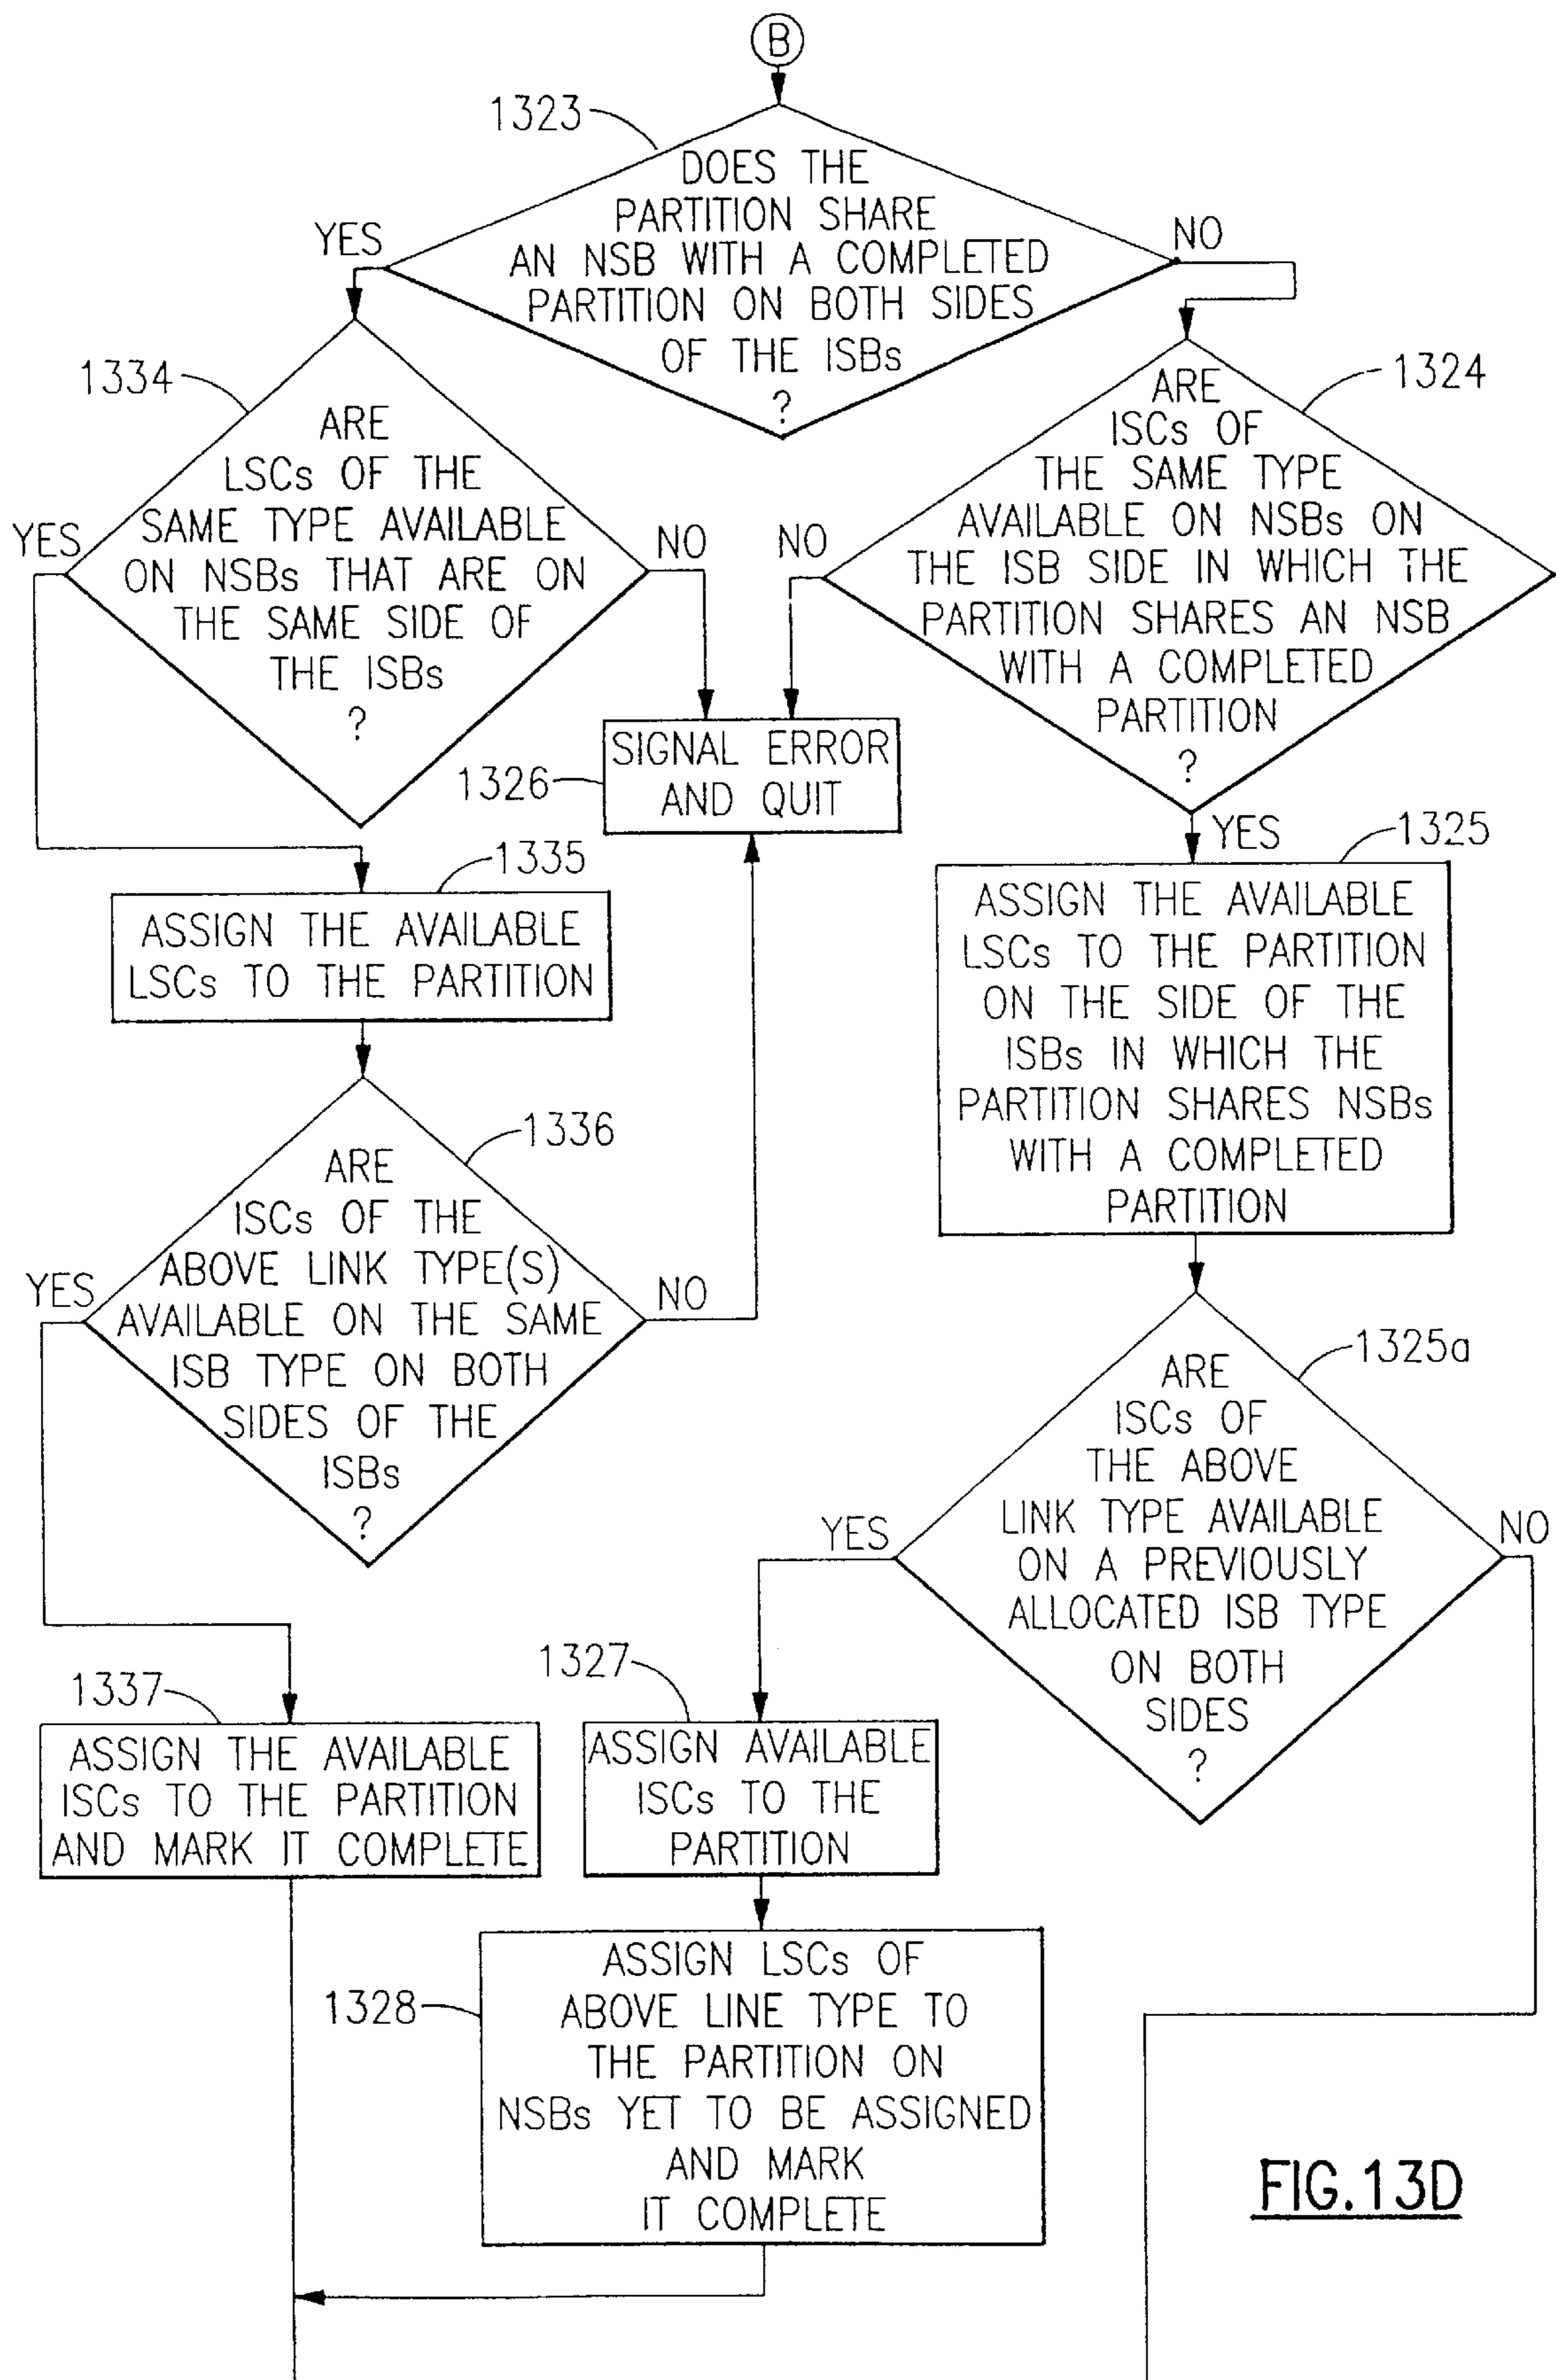 B
1323
DOES THE
PARTITION SHARE
AN NSB WITH A COMPLETED
PARTITION ON BOTH SIDES
OF THE ISBs
?
YES
NO
1334
ARE
LSCs OF THE
SAME TYPE AVAILABLE
ON NSBs THAT ARE ON
THE SAME SIDE OF
THE ISBs
?
YES
NO
1324
ARE
ISCs OF
THE SAME TYPE
AVAILABLE ON NSBs ON
THE ISB SIDE IN WHICH THE
PARTITION SHARES AN NSB
WITH A COMPLETED
PARTITION
?
NO
YES
1326
SIGNAL ERROR
AND QUIT
1335
ASSIGN THE AVAILABLE
LSCs TO THE PARTITION
1325
ASSIGN THE AVAILABLE
LSCs TO THE PARTITION
ON THE SIDE OF THE
ISBs IN WHICH THE
PARTITION SHARES NSBs
WITH A COMPLETED
PARTITION
1336
ARE
ISCs OF THE
ABOVE LINK TYPE(S)
AVAILABLE ON THE SAME
ISB TYPE ON BOTH
SIDES OF THE
ISBs
?
YES
NO
1325a
ARE
ISCs OF
THE ABOVE
LINK TYPE AVAILABLE
ON A PREVIOUSLY
ALLOCATED ISB TYPE
ON BOTH
SIDES
?
YES
NO
1337
ASSIGN THE AVAILABLE
ISCs TO THE PARTITION
AND MARK IT COMPLETE
1327
ASSIGN AVAILABLE
ISCs TO THE
PARTITION
1328
ASSIGN LSCs OF
ABOVE LINE TYPE TO
THE PARTITION ON
NSBs YET TO BE ASSIGNED
AND MARK
IT COMPLETE
FIG.13D